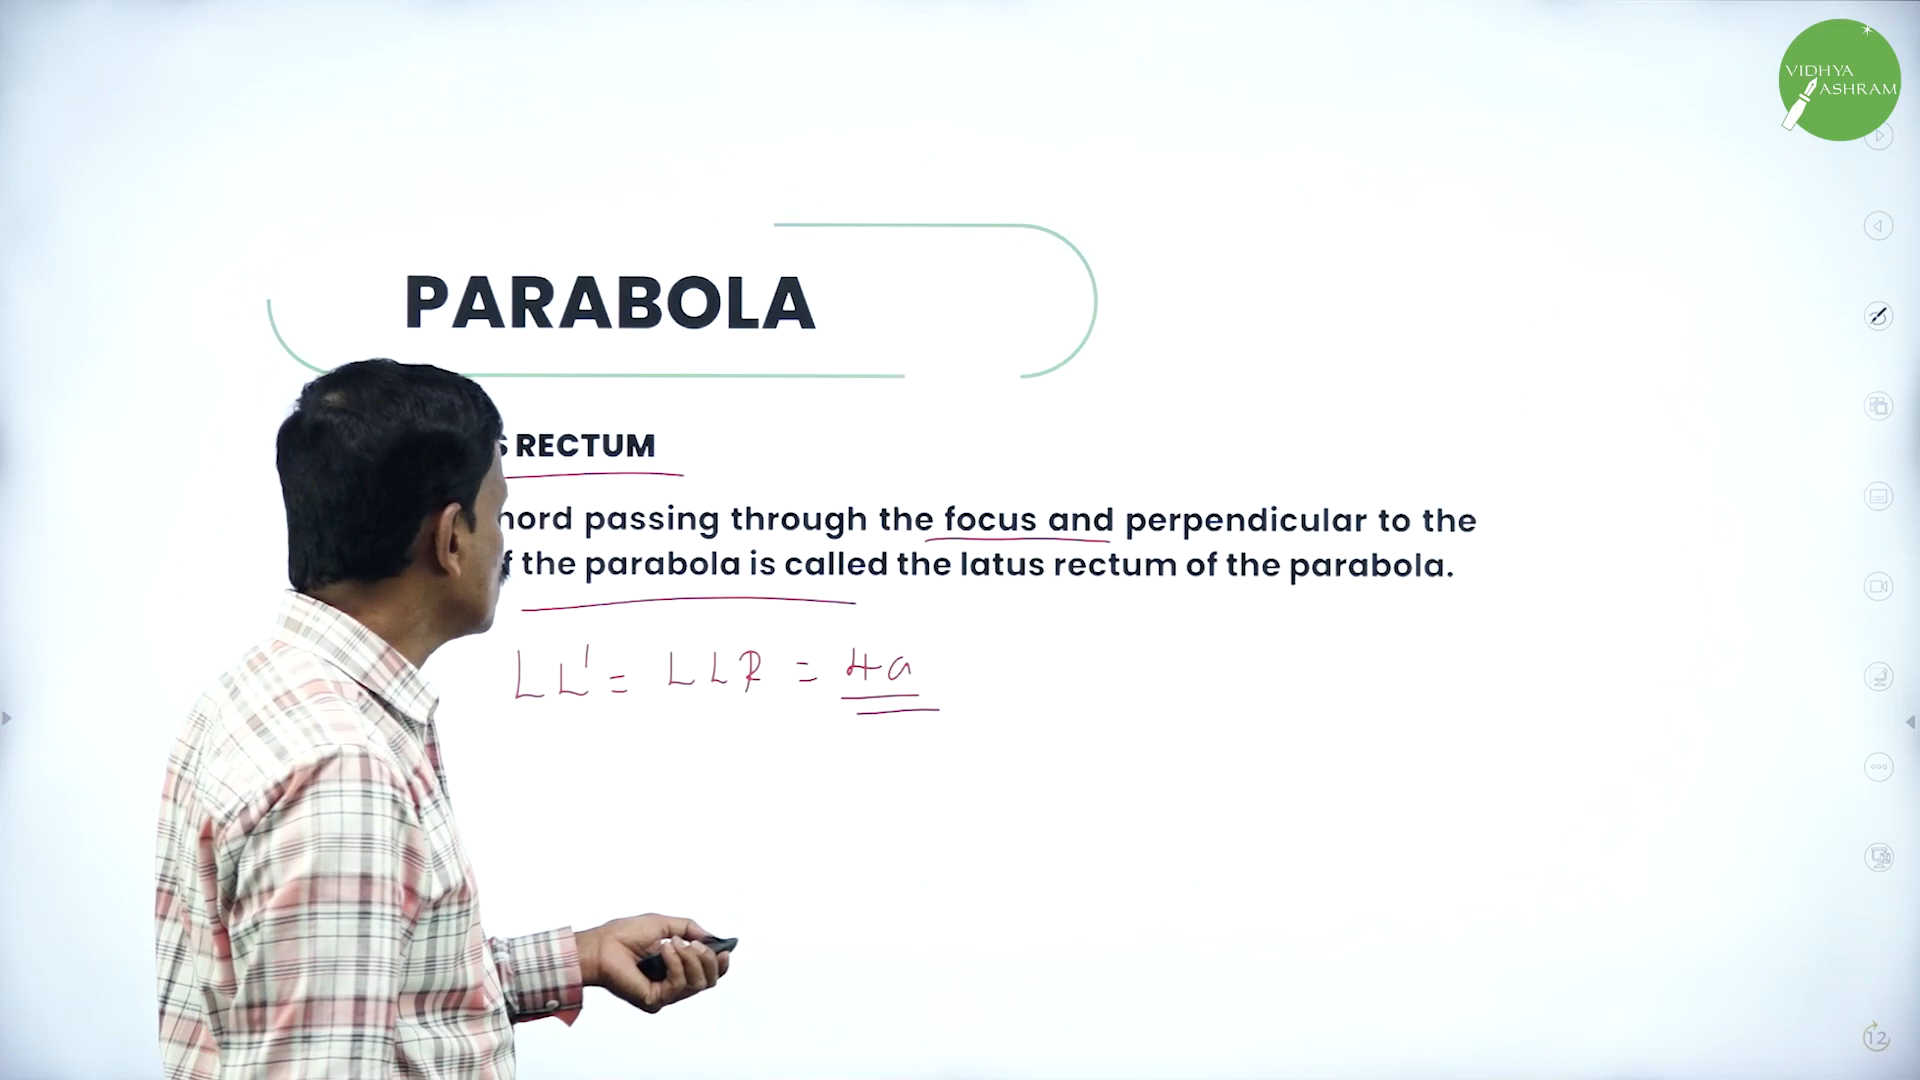 VIDHYA
ASHRAM
PARABOLA
RECTUM
passing through the focus and perpendicular to the
the parabola is called the latus rectum of the parabola.
LL' = LLR = 4a
12